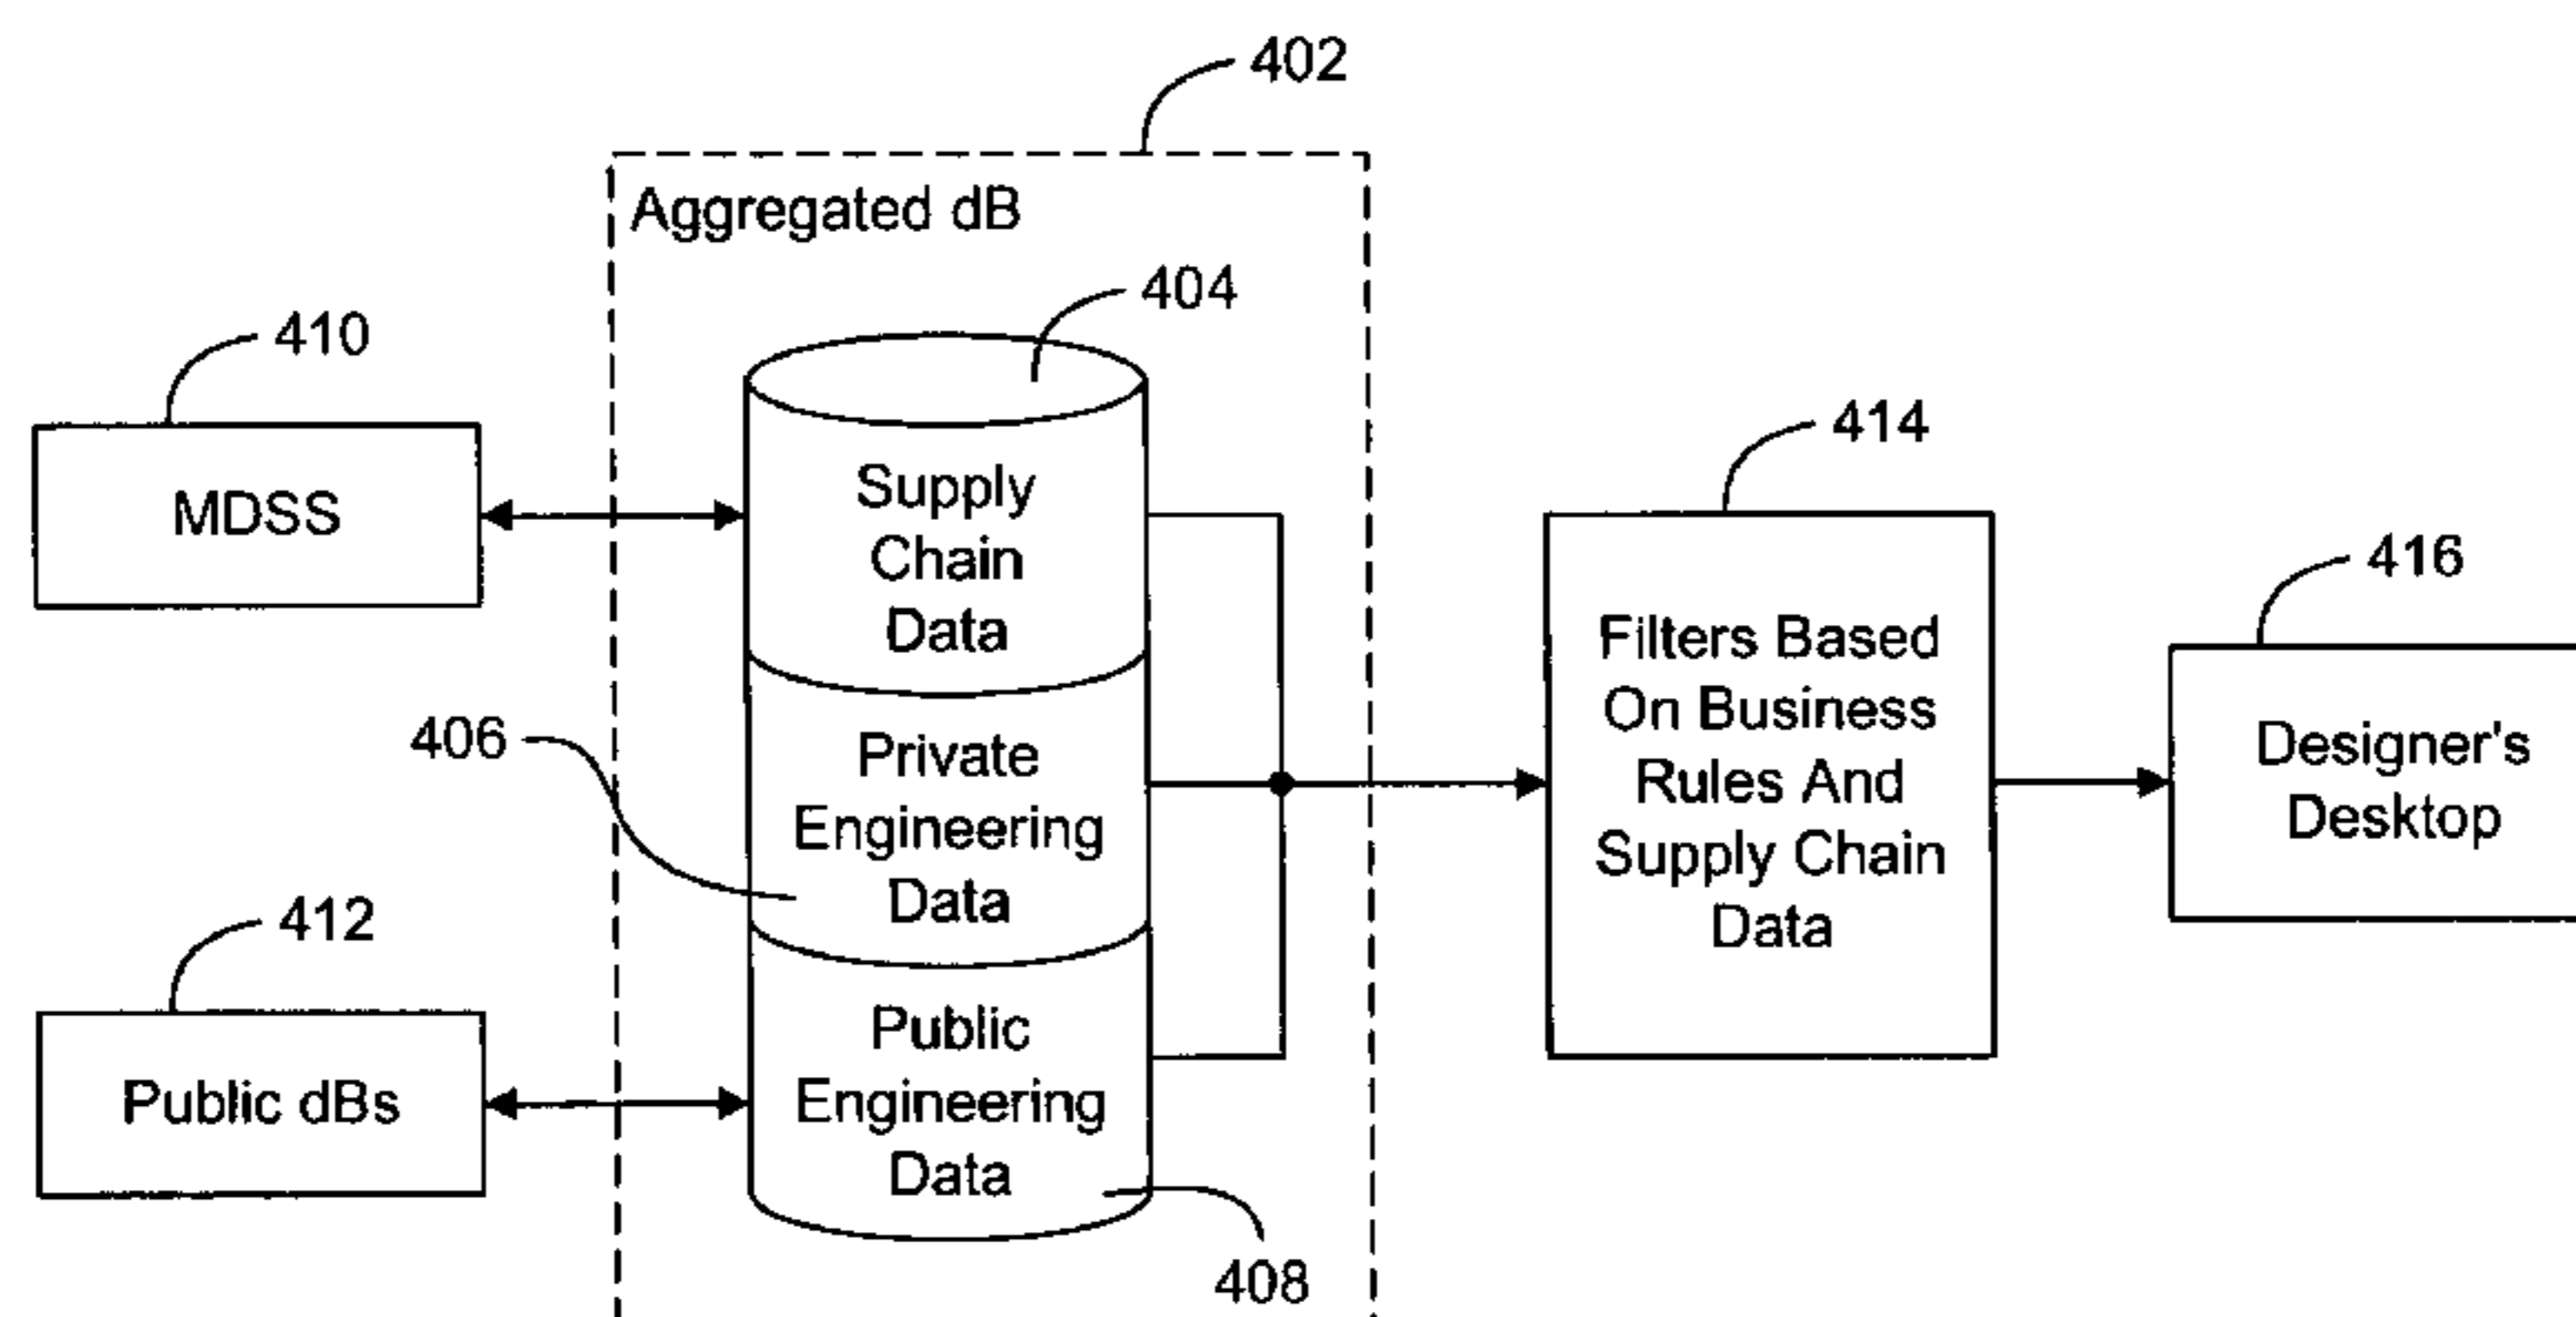 402
Aggregated dB
404
410
MDSS
Supply
Chain
Data
414
Filters Based
On Business
Rules And
Supply Chain
Data
416
Designer's
Desktop
406
Private
Engineering
Data
412
Public dBs
Public
Engineering
Data
408